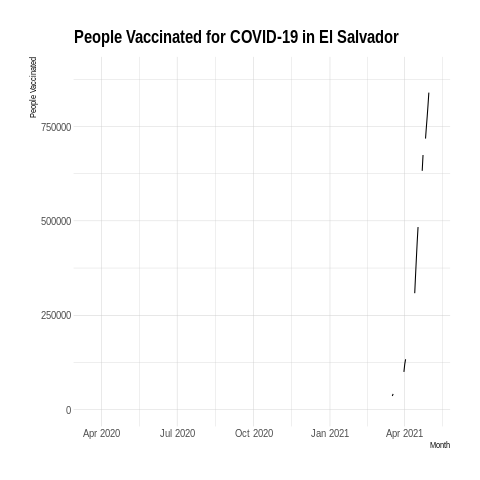 People Vaccinated for COVID-19 in El Salvador
People Vaccinated
750000
500000
250000
0
Apr 2020 Jul 2020 Oct 2020 Jan 2021 Apr 2021
Month